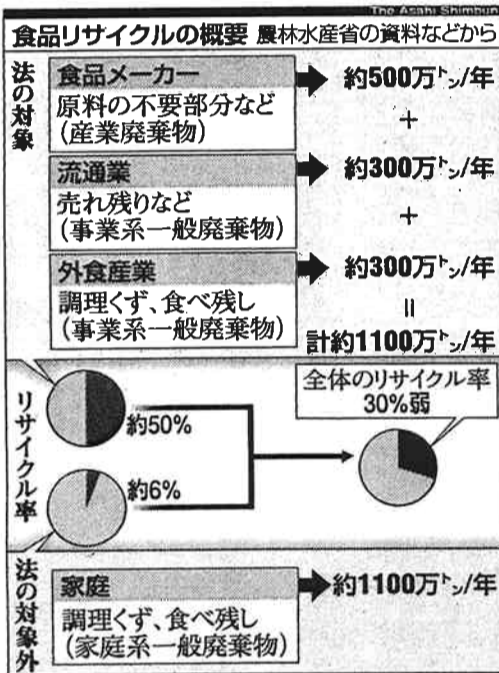 The Asahi Shimbun
食品リサイクルの概要 農林水産省の資料などから
法の対象
食品メーカー
原料の不要部分など
(産業廃棄物)
約500万トン/年
+
流通業
売れ残りなど
(事業系一般廃棄物)
約300万トン/年
+
外食産業
調理くず、食べ残し
(事業系一般廃棄物)
約300万トン/年
=
計約1100万トン/年
リサイクル率
約50%
約6%
全体のリサイクル率
30%弱
法の対象外
家庭
調理くず、食べ残し
(家庭系一般廃棄物)
約1100万トン/年